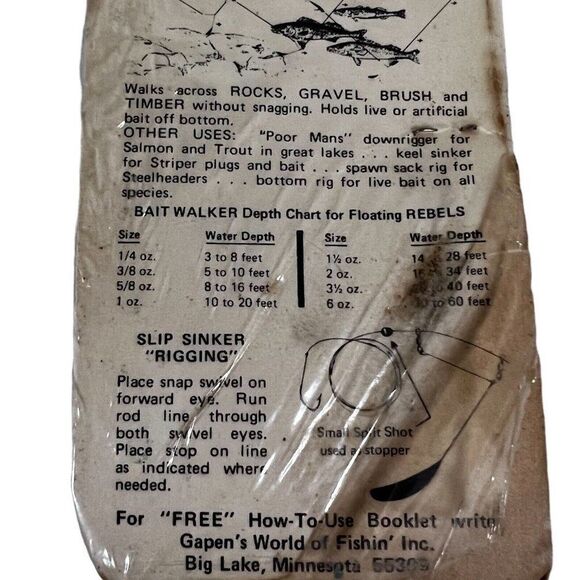 Walks across ROCKS, GRAVEL, BRUSH and
TIMBER without snagging. Holds live or artificial
bait off bottom.
OTHER USES: "Poor Mans" downrigger for
Salmon and Trout in great lakes . . . keel sinker
for Striper plugs and bait . . . spawn sack rig for
Steelheaders . . . bottom rig for live bait on all
species.
BAIT WALKER Depth Chart for Floating REBELS
Size Water Depth Size Water Depth
1/4 oz. 3 to 8 feet 1½ oz. 14 28 feet
3/8 oz. 5 to 10 feet 2 oz. 34 feet
5/8 oz. 8 to 16 feet 3½ oz. 40 feet
1 oz. 10 to 20 feet 6 oz. to 60 feet
SLIP SINKER
"RIGGING"
Place snap swivel on
forward eye. Run
rod line through
both swivel eyes.
Place stop on line
as indicated where
needed.
Small Split Shot
used as stopper
For "FREE" How-To-Use Booklet write
Gapen's World of Fishin' Inc.
Big Lake, Minnesota 55309